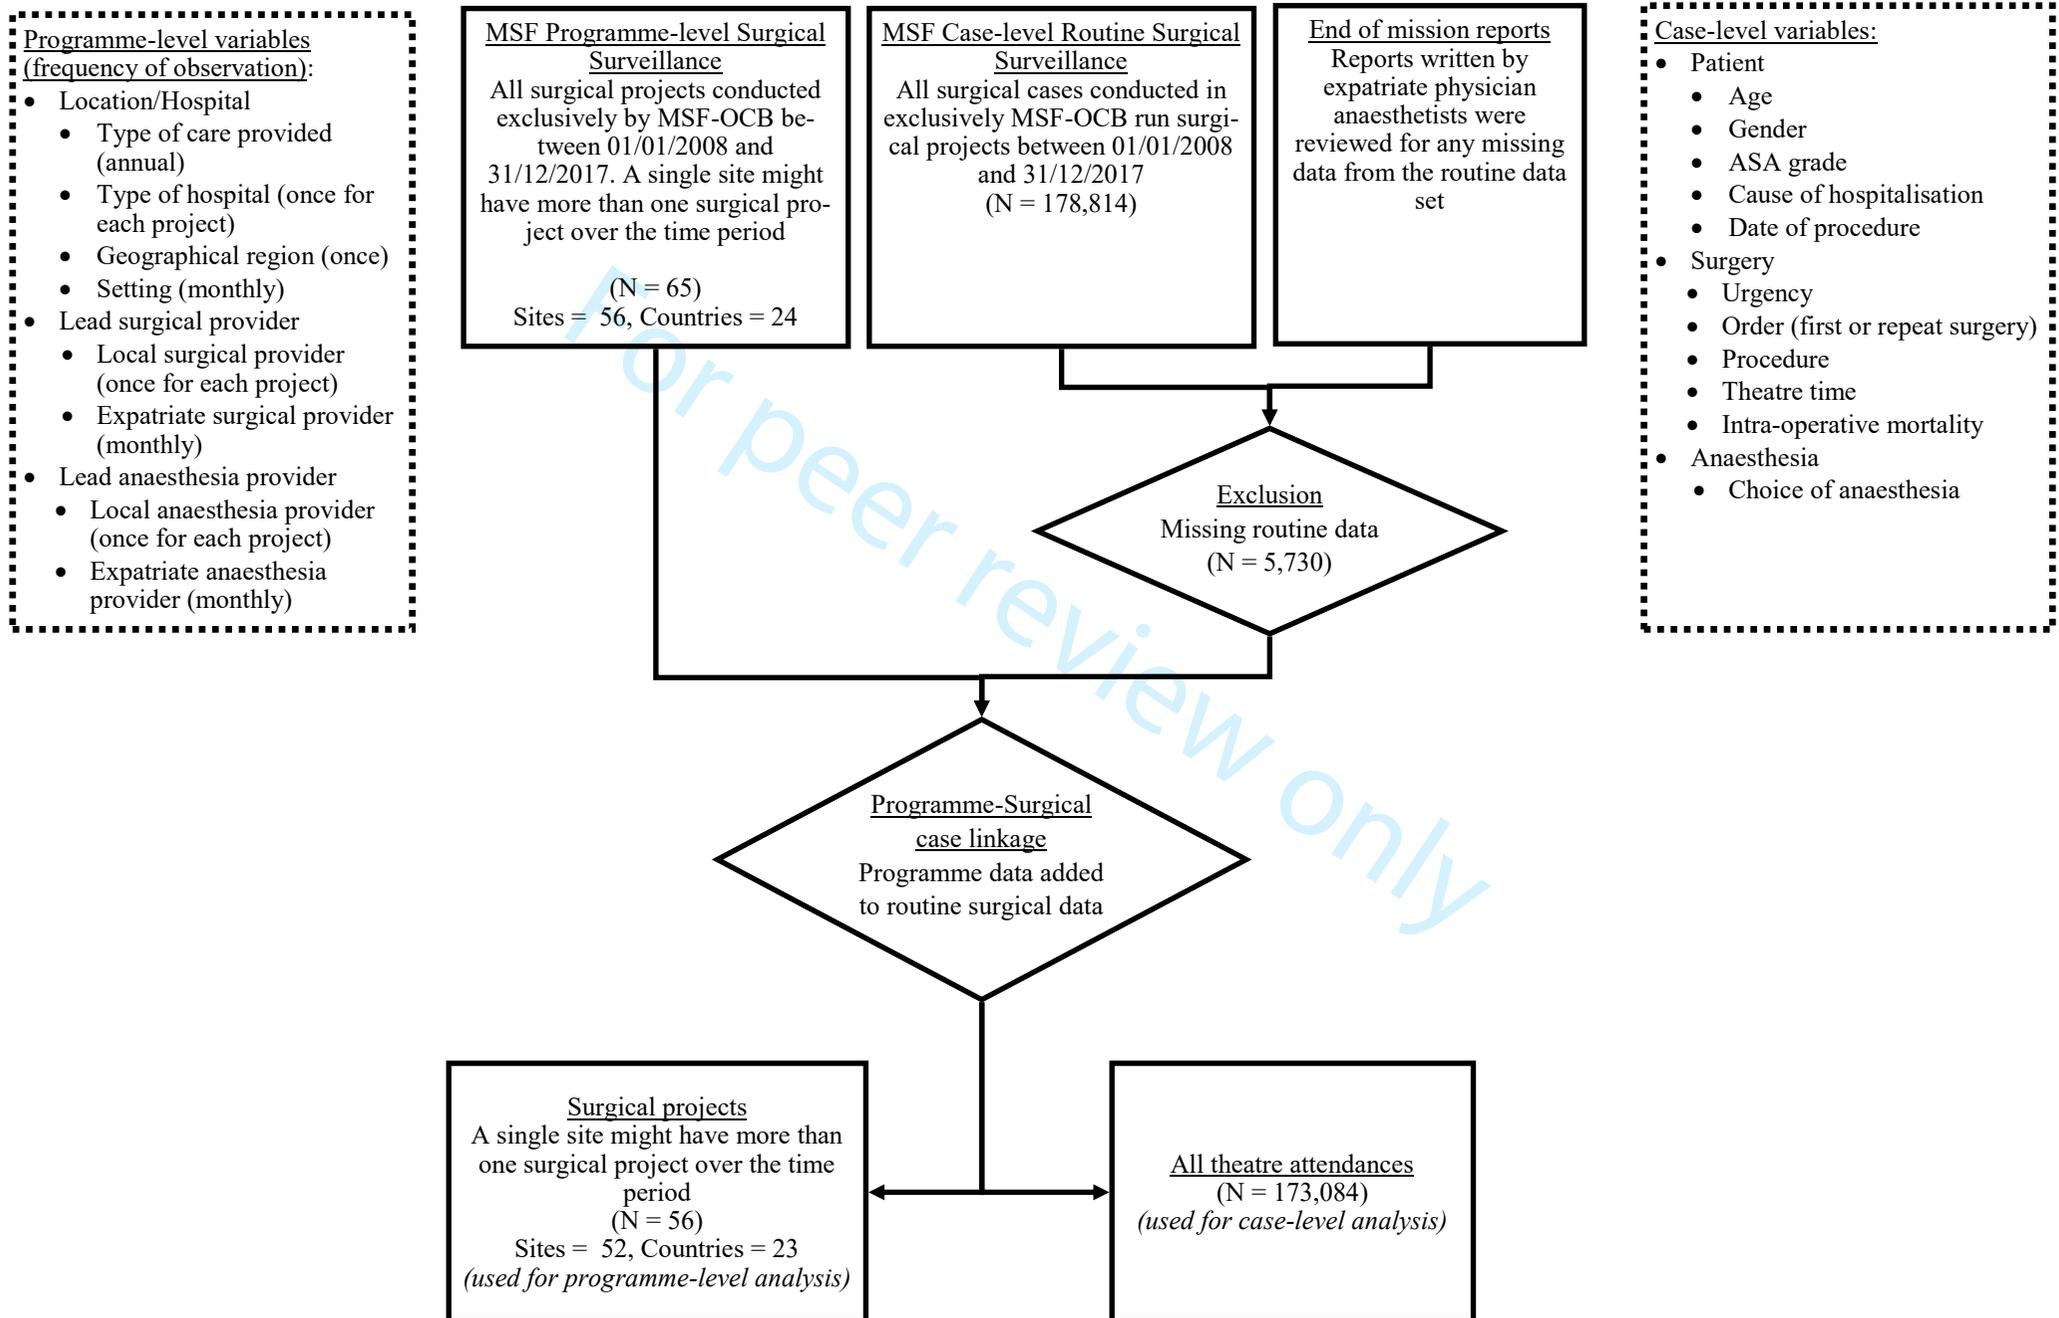 Programme-level variables
(frequency of observation):
• Location/Hospital
• Type of care provided
(annual)
• Type of hospital (once for
each project)
• Geographical region (once)
• Setting (monthly)
• Lead surgical provider
• Local surgical provider
(once for each project)
• Expatriate surgical provider
(monthly)
• Lead anaesthesia provider
• Local anaesthesia provider
(once for each project)
• Expatriate anaesthesia
provider (monthly)
MSF Programme-level Surgical
Surveillance
All surgical projects conducted
exclusively by MSF-OCB be-
tween 01/01/2008 and
31/12/2017. A single site might
have more than one surgical pro-
ject over the time period
(N = 65)
Sites =  56, Countries = 24
MSF Case-level Routine Surgical
Surveillance
All surgical cases conducted in
exclusively MSF-OCB run surgi-
cal projects between 01/01/2008
and 31/12/2017
(N = 178,814)
End of mission reports
Reports written by
expatriate physician
anaesthetists were
reviewed for any missing
data from the routine data
set
Case-level variables:
• Patient
• Age
• Gender
• ASA grade
• Cause of hospitalisation
• Date of procedure
• Surgery
• Urgency
• Order (first or repeat surgery)
• Procedure
• Theatre time
• Intra-operative mortality
• Anaesthesia
• Choice of anaesthesia
Exclusion
Missing routine data
(N = 5,730)
Programme-Surgical
case linkage
Programme data added
to routine surgical data
Surgical projects
A single site might have more than
one surgical project over the time
period
(N = 56)
Sites =  52, Countries = 23
(used for programme-level analysis)
All theatre attendances
(N = 173,084)
(used for case-level analysis)
For peer review only